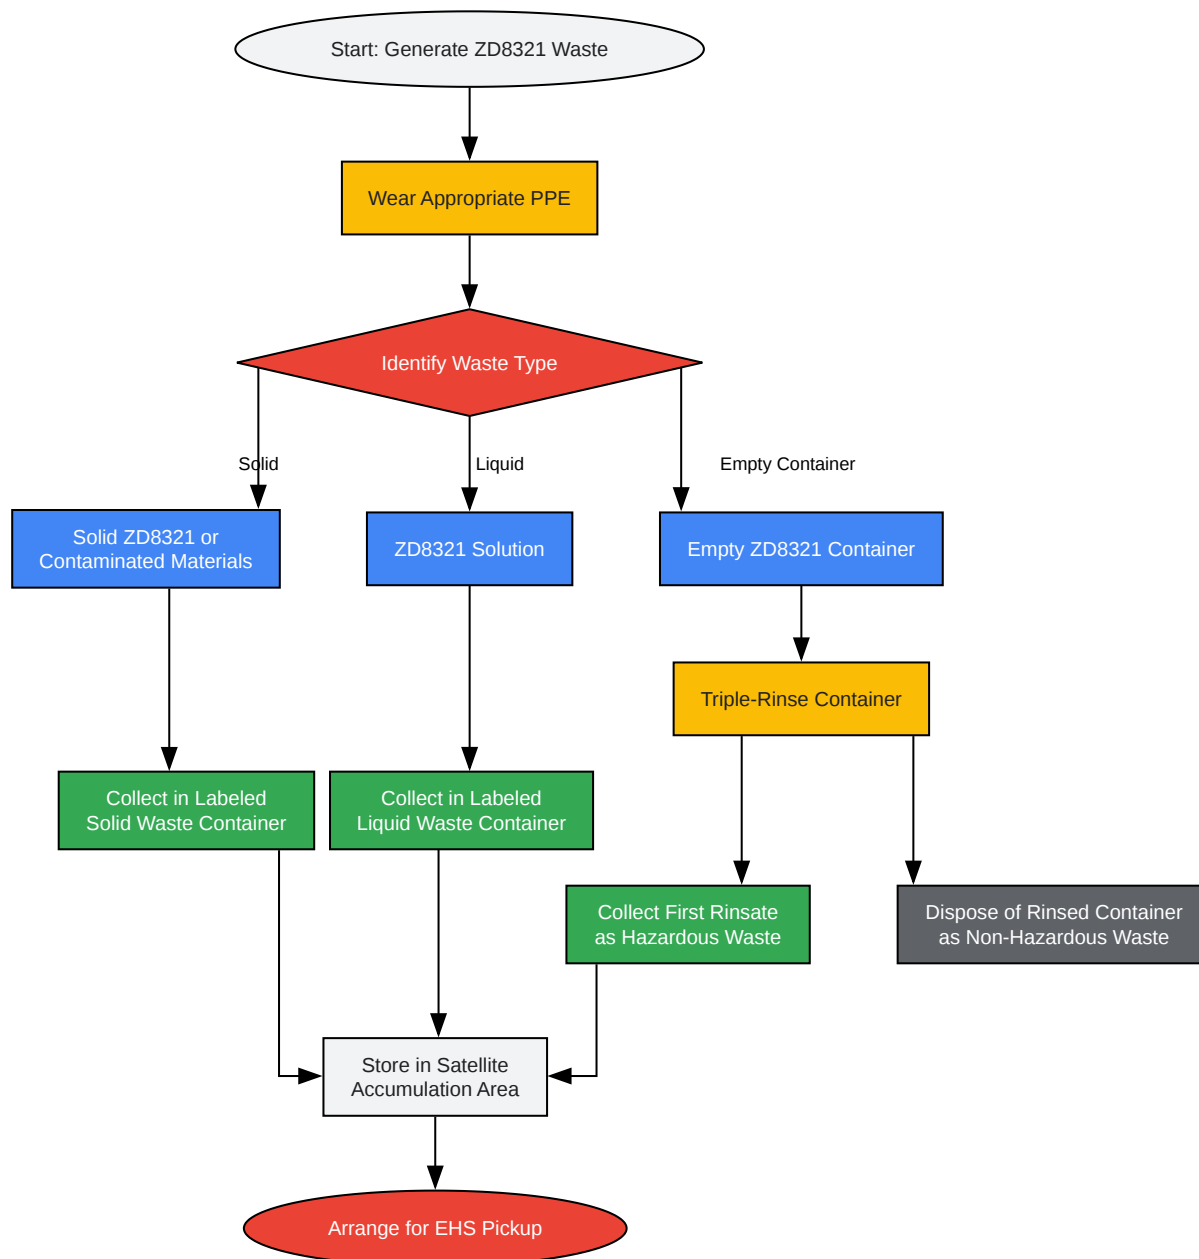 Start: Generate ZD8321 Waste
Wear Appropriate PPE
Identify Waste Type
Solid
Liquid
Empty Container
Solid ZD8321 or
Contaminated Materials
ZD8321 Solution
Empty ZD8321 Container
Triple-Rinse Container
Collect in Labeled
Solid Waste Container
Collect in Labeled
Liquid Waste Container
Collect First Rinsate
as Hazardous Waste
Dispose of Rinsed Container
as Non-Hazardous Waste
Store in Satellite
Accumulation Area
Arrange for EHS Pickup